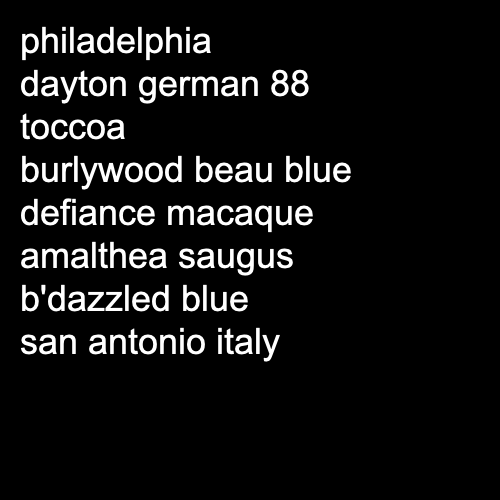 philadelphia
dayton german 88
toccoa
burlywood beau blue
defiance macaque
amalthea saugus
b'dazzled blue
san antonio italy